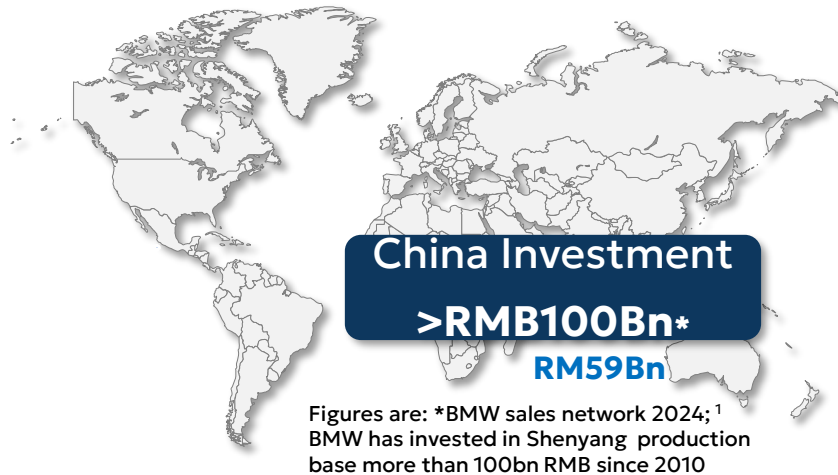 China Investment
>RMB100Bn*
RM59Bn
Figures are: *BMW sales network 2024; ¹
BMW has invested in Shenyang production
base more than 100bn RMB since 2010